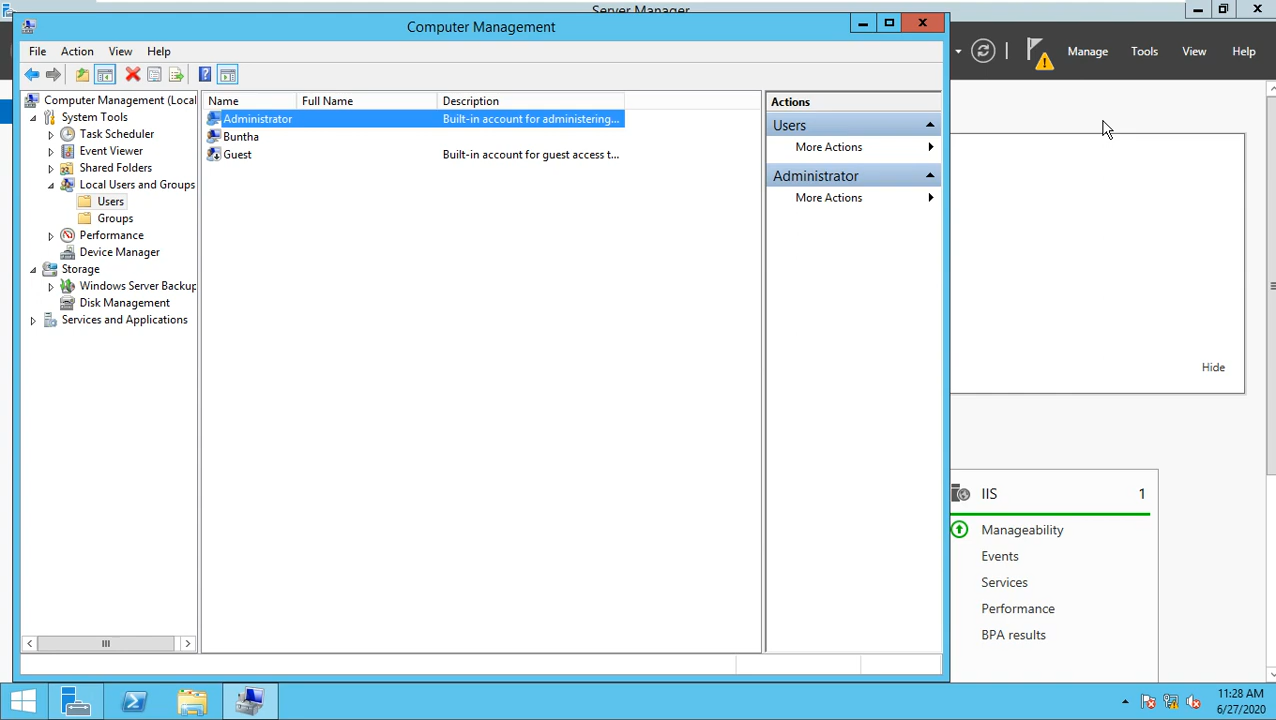 Server Manager
Computer Management
File Action View Help
Manage Tools View Help
Computer Management (Local
System Tools
Task Scheduler
Event Viewer
Shared Folders
Local Users and Groups
Users
Groups
Performance
Device Manager
Storage
Windows Server Backup
Disk Management
Services and Applications
Name Full Name Description
Administrator Built-in account for administering...
Buntha
Guest Built-in account for guest access t...
Actions
Users
More Actions
Administrator
More Actions
Hide
IIS 1
Manageability
Events
Services
Performance
BPA results
11:28 AM
6/27/2020